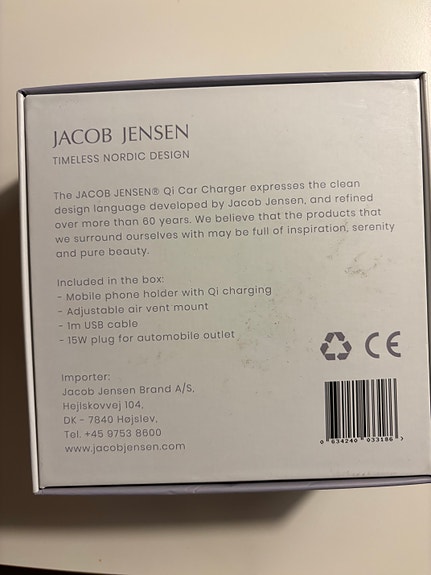 JACOB JENSEN
TIMELESS NORDIC DESIGN
The JACOB JENSEN® Qi Car Charger expresses the clean
design language developed by Jacob Jensen, and refined
over more than 60 years. We believe that the products that
we surround ourselves with may be full of inspiration, serenity
and pure beauty.
Included in the box:
- Mobile phone holder with Qi charging
- Adjustable air vent mount
- 1m USB cable
- 15W plug for automobile outlet
Importer:
Jacob Jensen Brand A/S,
Hejlskovvej 104,
DK - 7840 Højslev,
Tel. +45 9753 8600
www.jacobjensen.com
CE
0 634240 033186 >